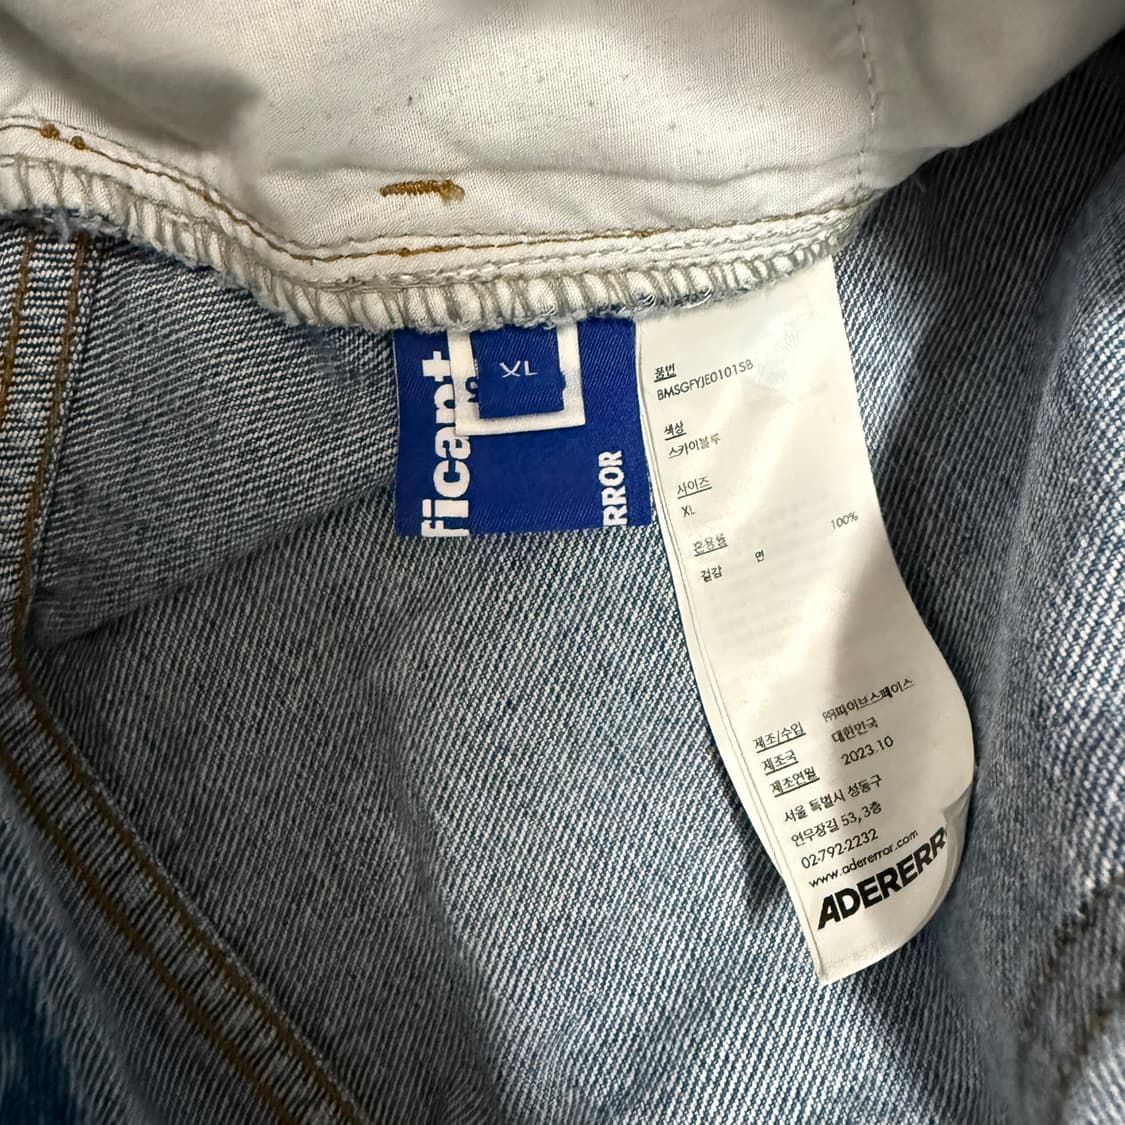 XL
ficant
RROR
품번
BMSGFYJE0101SB
색상
스카이블루
사이즈
XL
혼용율
겉감 면 100%
제조/수입 ㈜파이브스페이스
제조국 대한민국
제조연월 2023.10
서울 특별시 성동구
연무장길 53, 3층
02-792-2232
www.adererror.com
ADERERR